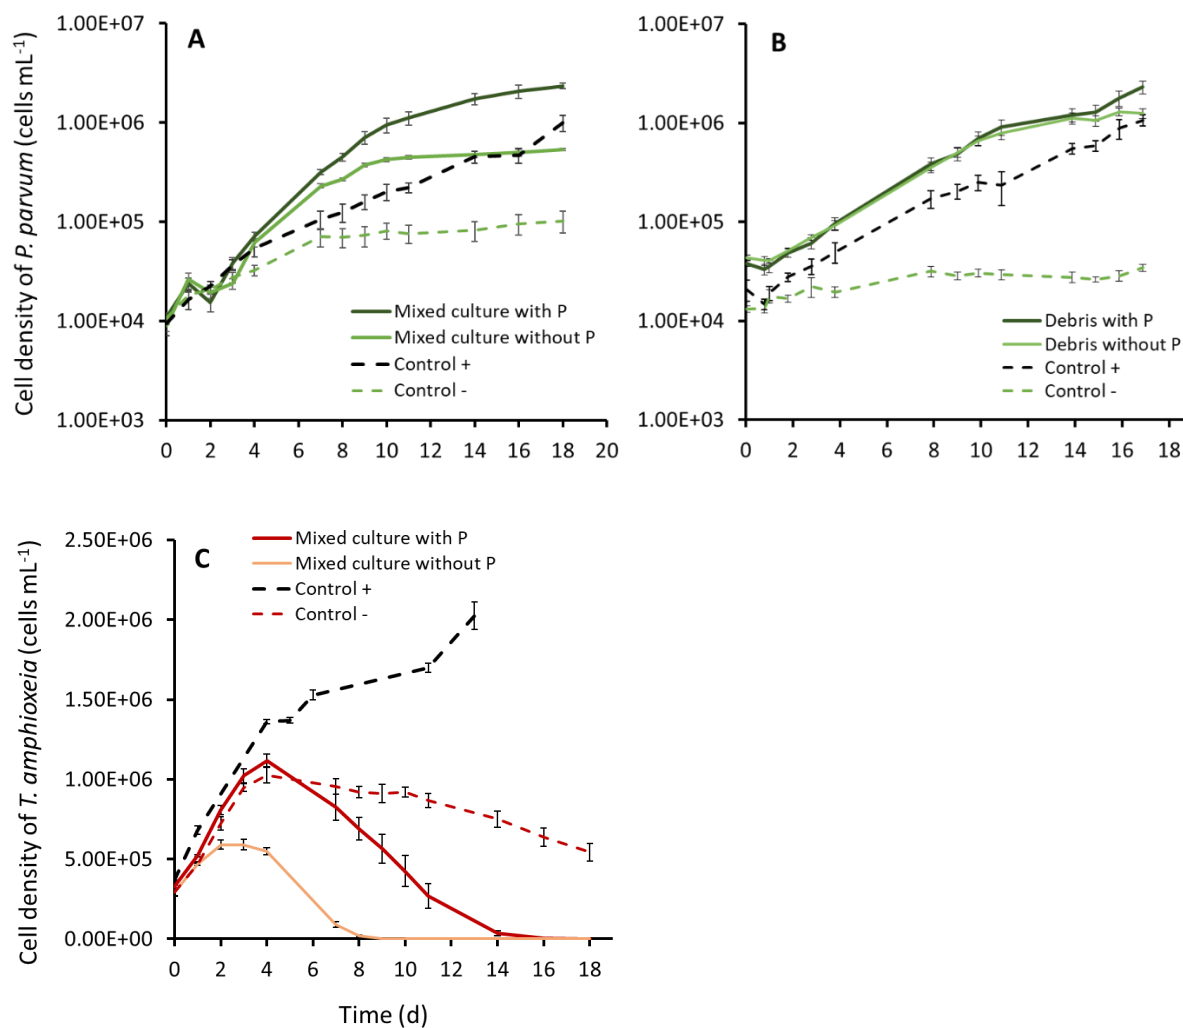 A
B
Cell density of P. parvum (cells mL-1)
1.00E+07
1.00E+06
1.00E+05
1.00E+04
1.00E+03
Mixed culture with P
Mixed culture without P
Control +
Control -
0 2 4 6 8 10 12 14 16 18 20
1.00E+07
1.00E+06
1.00E+05
1.00E+04
1.00E+03
Debris with P
Debris without P
Control +
Control -
0 2 4 6 8 10 12 14 16 18
C
Cell density of T. amphioxeia (cells mL-1)
Mixed culture with P
Mixed culture without P
Control +
Control -
2.50E+06
2.00E+06
1.50E+06
1.00E+06
5.00E+05
0.00E+00
0 2 4 6 8 10 12 14 16 18
Time (d)